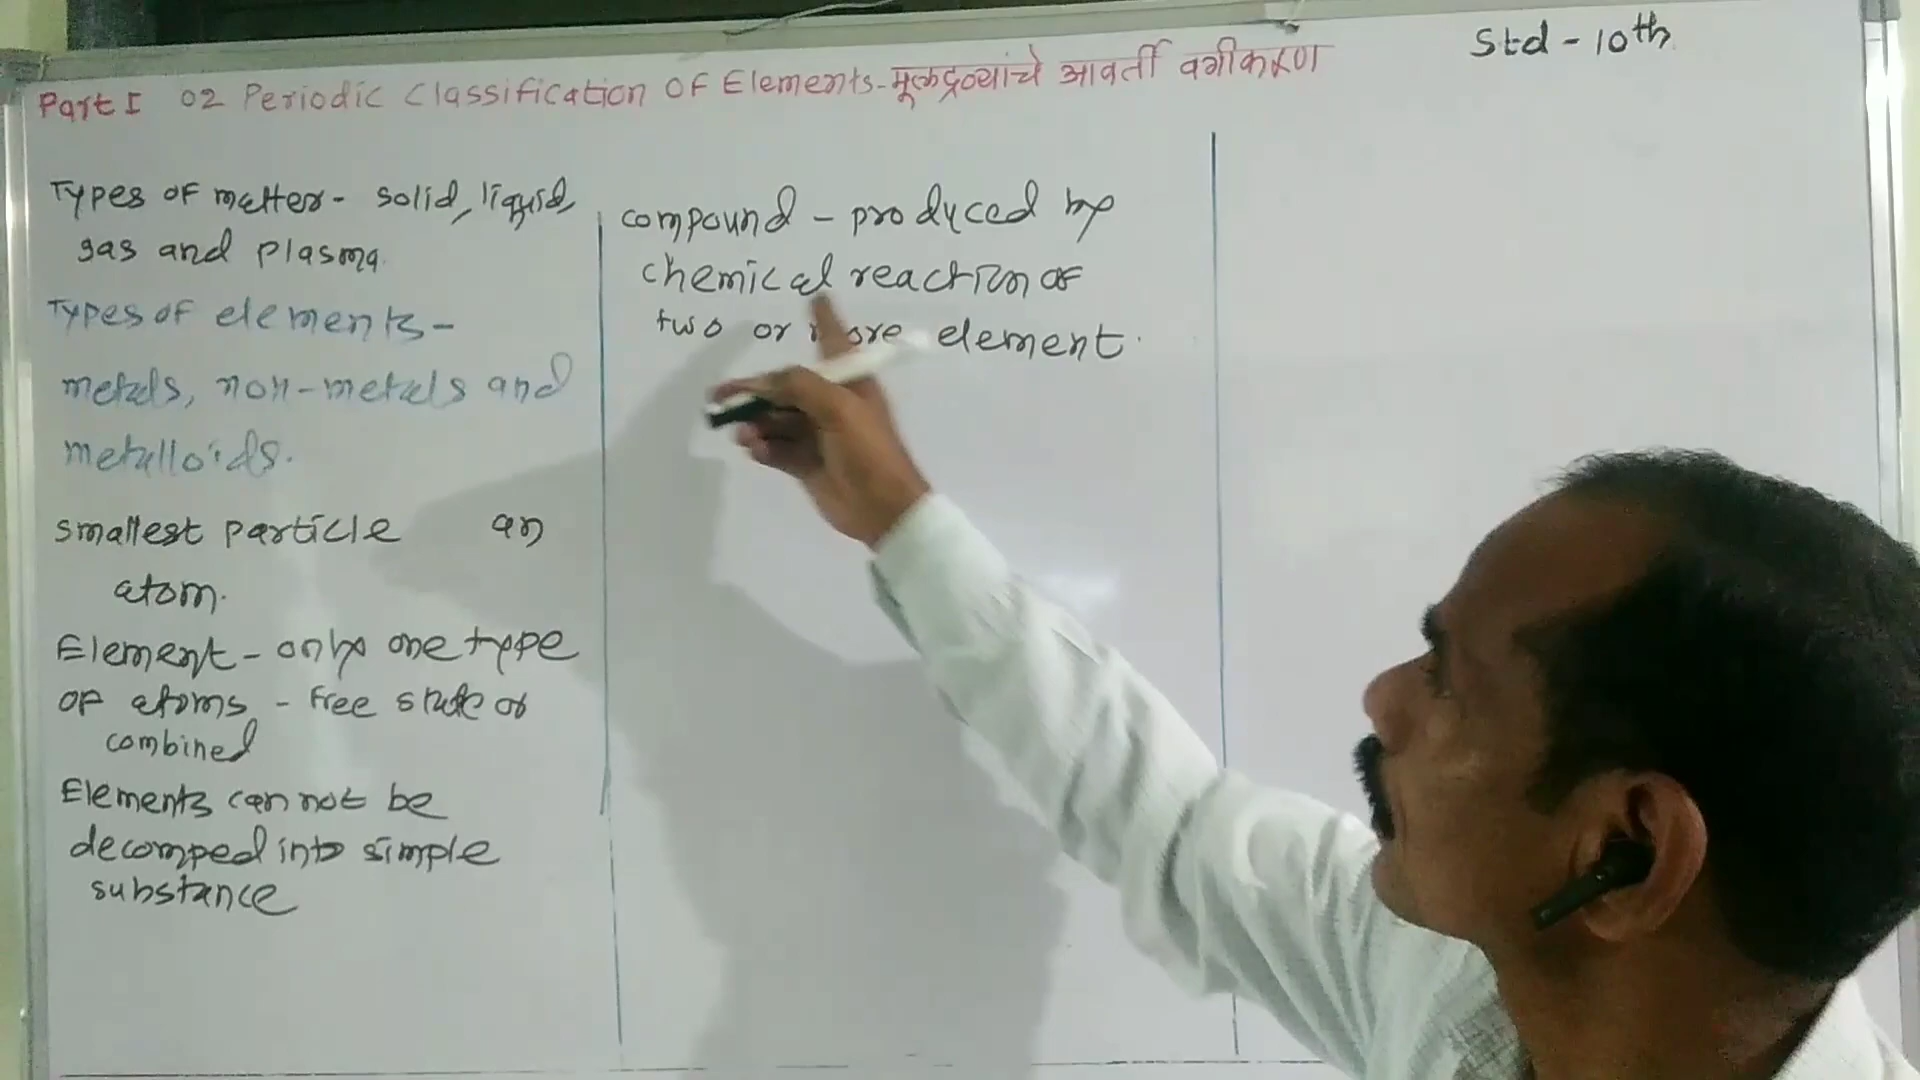 Std - 10th
Part I 02 Periodic Classification Of Elements - मूलद्रव्यांचे आवर्ती वर्गीकरण
Types of matter - solid, liquid,
gas and plasma.
Types of elements -
metals, non-metals and
metalloids.
smallest particle an
atom.
Element - only one type
of atoms - free state or
combined
Elements can not be
decomped into simple
substance
compound - produced by
chemical reaction of
two or more element.